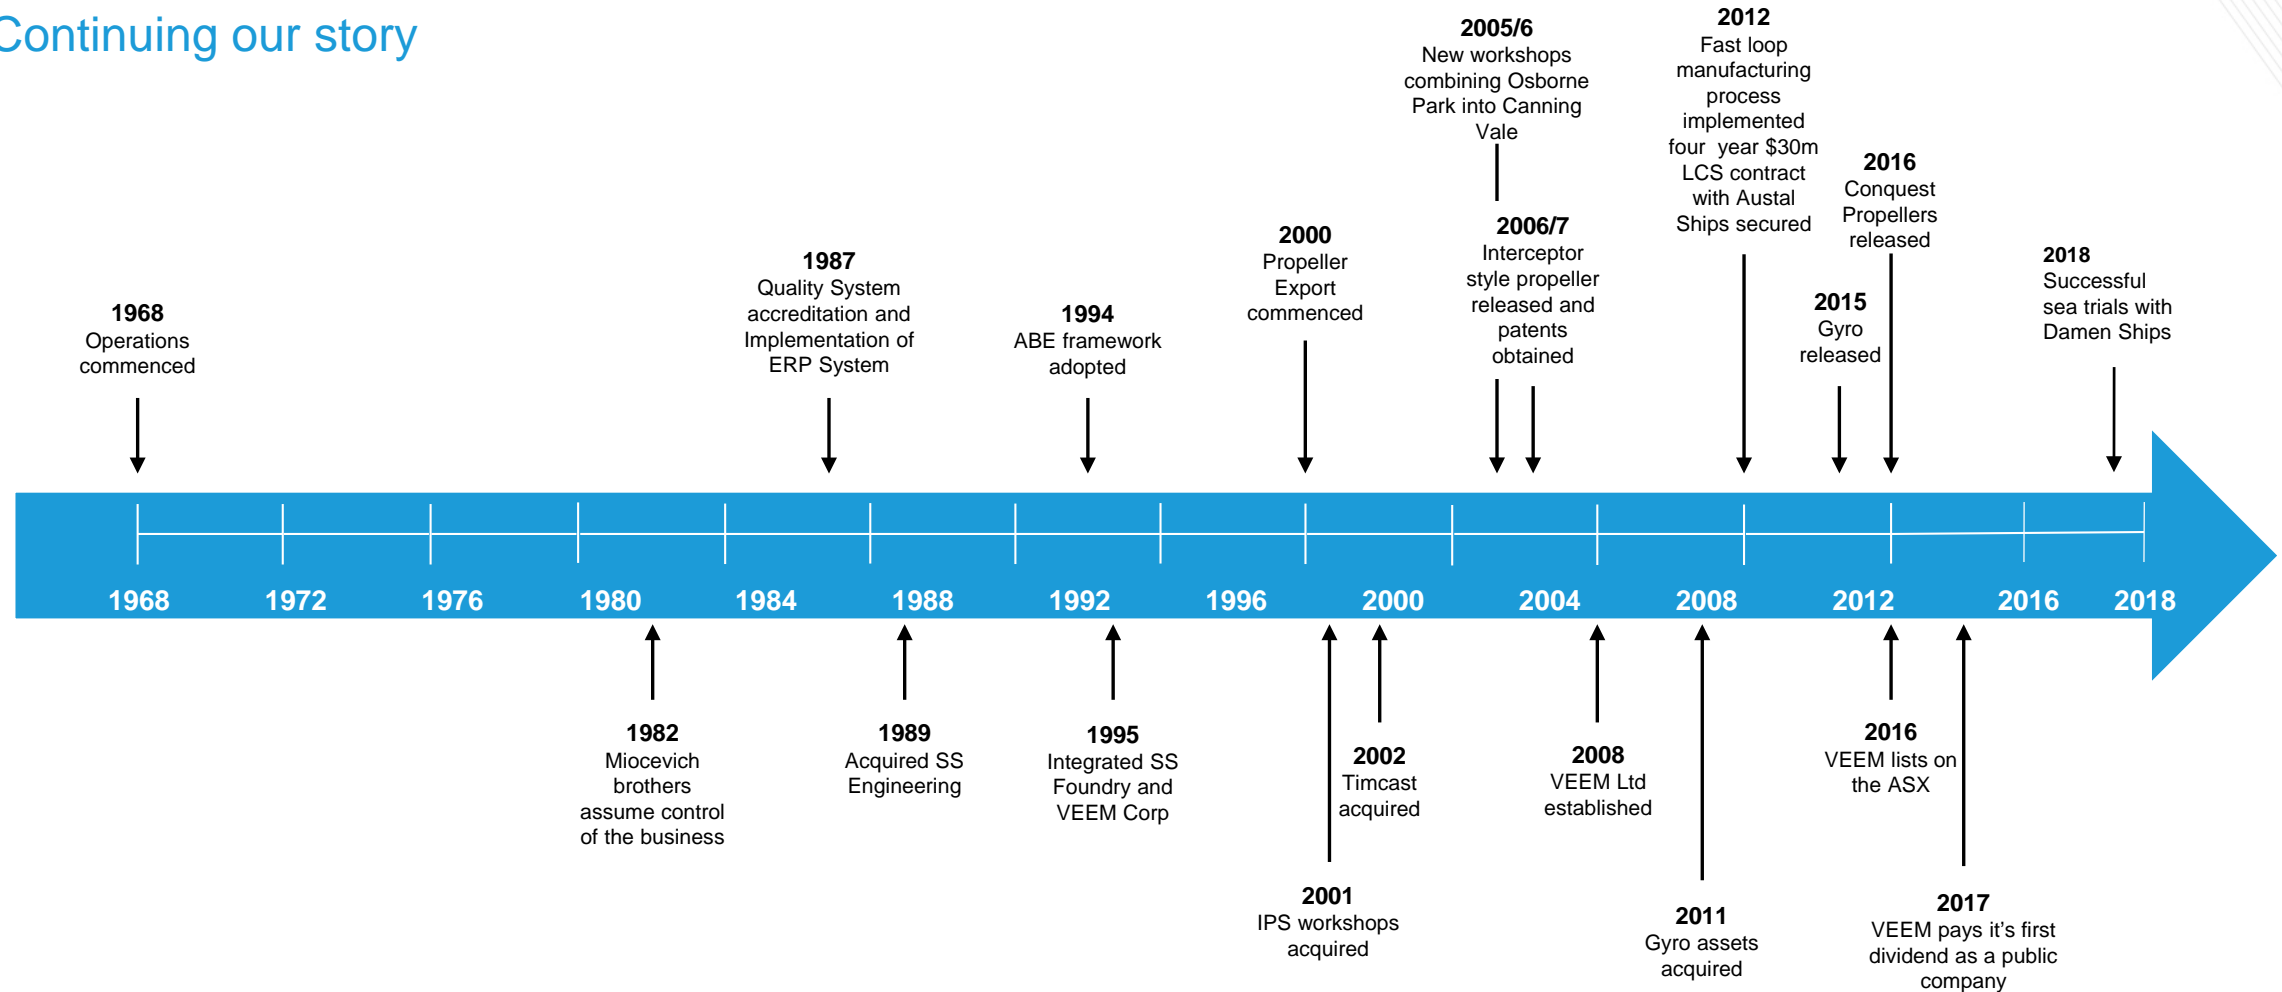 Continuing our story
1968
Operations
commenced
1987
Quality System
accreditation and
Implementation of
ERP System
1994
ABE framework
adopted
2000
Propeller
Export
commenced
2005/6
New workshops
combining Osborne
Park into Canning
Vale
2006/7
Interceptor
style propeller
released and
patents
obtained
2012
Fast loop
manufacturing
process
implemented
four year $30m
LCS contract
with Austal
Ships secured
2015
Gyro
released
2016
Conquest
Propellers
released
2018
Successful
sea trials with
Damen Ships
1968 1972 1976 1980 1984 1988 1992 1996 2000 2004 2008 2012 2016 2018
1982
Miocevich
brothers
assume control
of the business
1989
Acquired SS
Engineering
1995
Integrated SS
Foundry and
VEEM Corp
2001
IPS workshops
acquired
2002
Timcast
acquired
2008
VEEM Ltd
established
2011
Gyro assets
acquired
2016
VEEM lists on
the ASX
2017
VEEM pays it’s first
dividend as a public
company